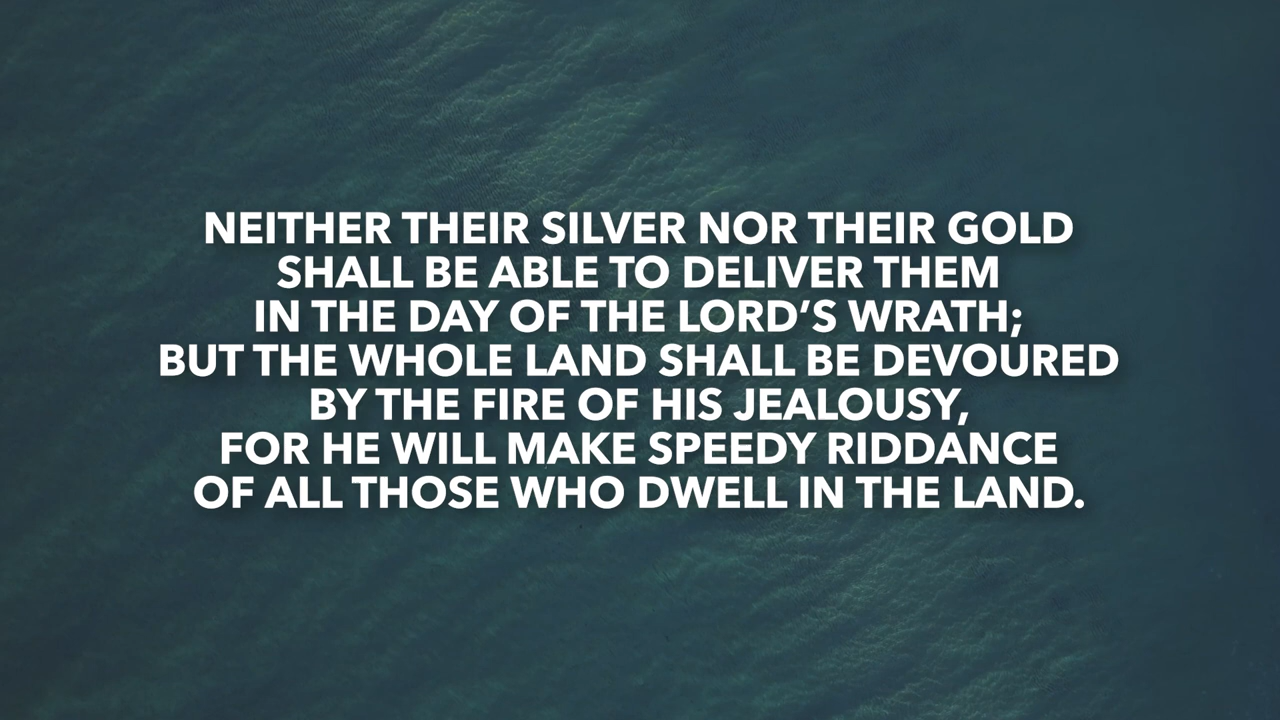 NEITHER THEIR SILVER NOR THEIR GOLD
SHALL BE ABLE TO DELIVER THEM
IN THE DAY OF THE LORD’S WRATH;
BUT THE WHOLE LAND SHALL BE DEVOURED
BY THE FIRE OF HIS JEALOUSY,
FOR HE WILL MAKE SPEEDY RIDDANCE
OF ALL THOSE WHO DWELL IN THE LAND.